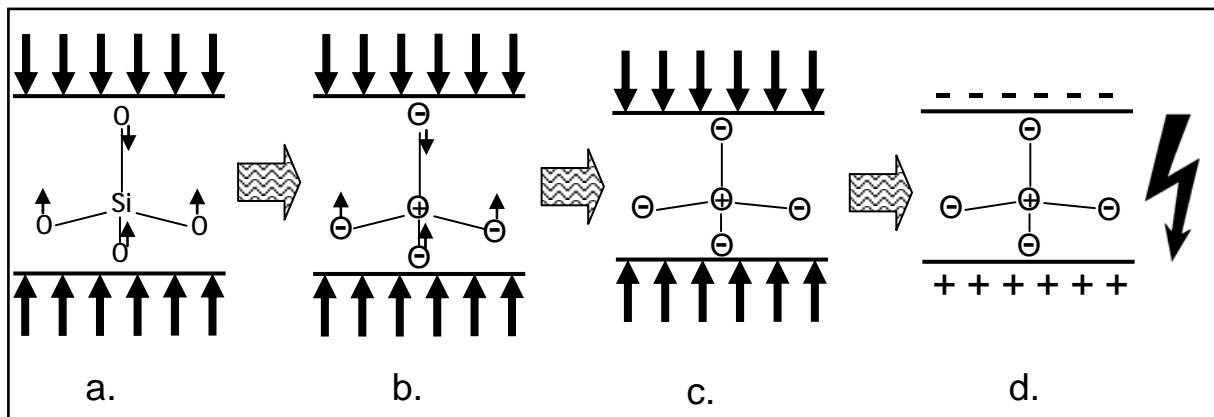 O
Si
O O
O
⊖
⊕
⊖ ⊖
⊖
⊖
⊖ ⊕ ⊖
⊖
- - - - - -
⊖
⊖ ⊕ ⊖
⊖
+ + + + + +
a. b. c. d.